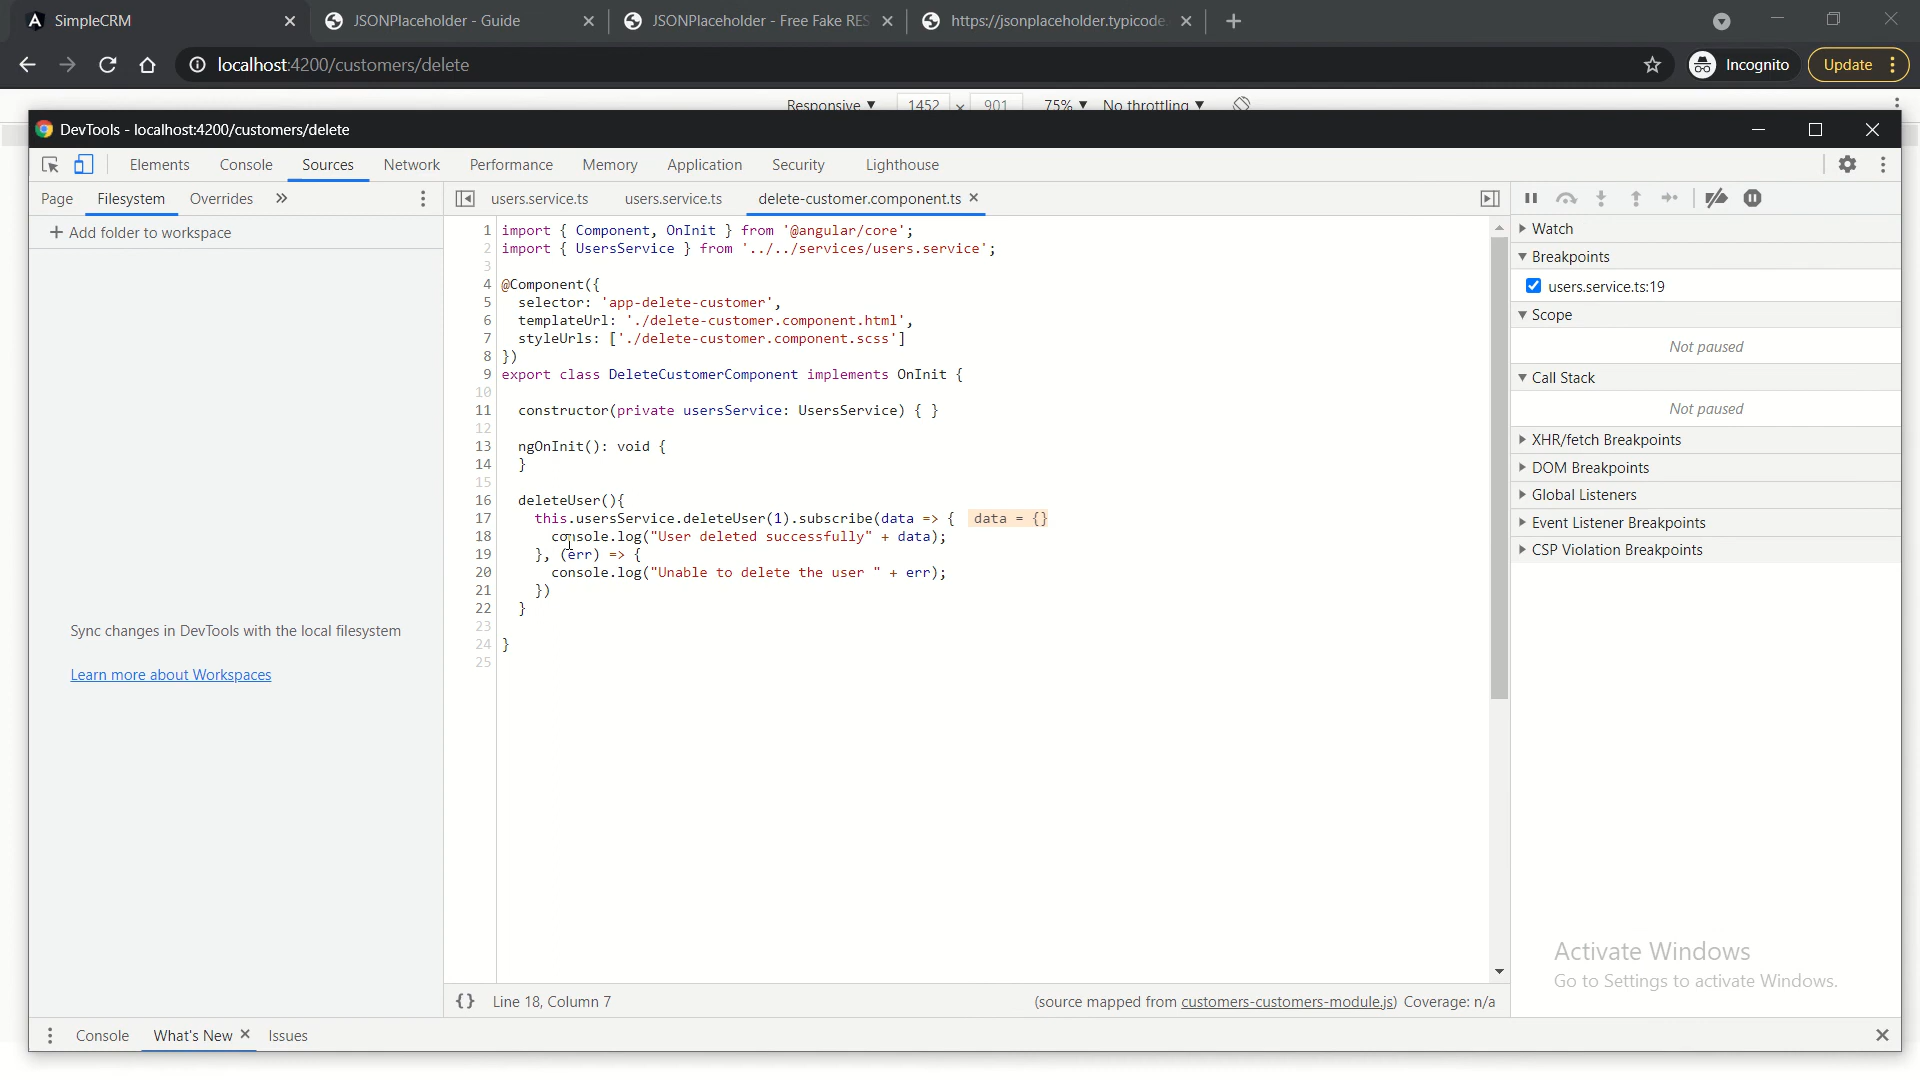 SimpleCRM
JSONPlaceholder - Guide
JSONPlaceholder - Free Fake RES
https://jsonplaceholder.typicode.
localhost:4200/customers/delete
Incognito
Update
Responsive
1452 × 901
75%
No throttling
DevTools - localhost:4200/customers/delete
Elements
Console
Sources
Network
Performance
Memory
Application
Security
Lighthouse
Page
Filesystem
Overrides
users.service.ts
users.service.ts
delete-customer.component.ts
+ Add folder to workspace
Sync changes in DevTools with the local filesystem
Learn more about Workspaces
1 import { Component, OnInit } from '@angular/core';
2 import { UsersService } from '../../services/users.service';
3
4 @Component({
5 selector: 'app-delete-customer',
6 templateUrl: './delete-customer.component.html',
7 styleUrls: ['./delete-customer.component.scss']
8 })
9 export class DeleteCustomerComponent implements OnInit {
10
11 constructor(private usersService: UsersService) { }
12
13 ngOnInit(): void {
14 }
15
16 deleteUser(){
17 this.usersService.deleteUser(1).subscribe(data => { data = {}
18 console.log("User deleted successfully" + data);
19 }, (err) => {
20 console.log("Unable to delete the user " + err);
21 })
22 }
23
24 }
25
Watch
Breakpoints
users.service.ts:19
Scope
Not paused
Call Stack
Not paused
XHR/fetch Breakpoints
DOM Breakpoints
Global Listeners
Event Listener Breakpoints
CSP Violation Breakpoints
Activate Windows
Go to Settings to activate Windows.
{} Line 18, Column 7
(source mapped from customers-customers-module.js) Coverage: n/a
Console
What's New
Issues